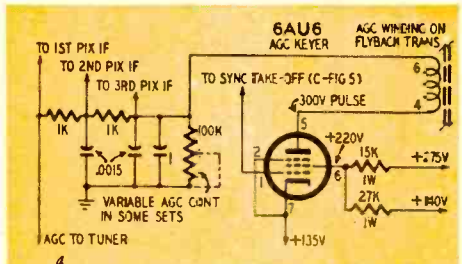 6AU6
AGC KEYER
AGC WINDING ON
FLYBACK TRANS
TO 1ST PIX IF
TO 2ND PIX IF
TO 3RD PIX IF
TO SYNC TAKE-OFF (C-FIG 5)
6
4
300V PULSE
5
1K
1K
100K
.0015
.1
2
1
7
6
+220V
15K
1W
+275V
27K
1W
+140V
+135V
VARIABLE AGC CONT
IN SOME SETS
AGC TO TUNER
a